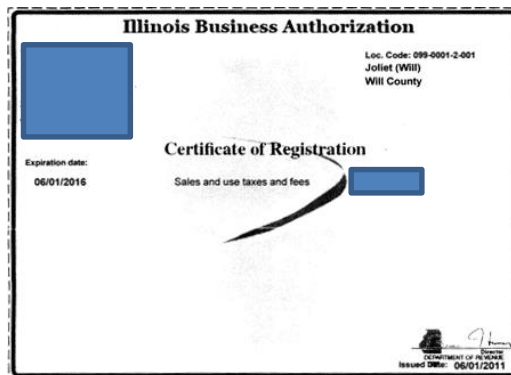 Illinois Business Authorization
Loc. Code: 099-0001-2-001
Joliet (Will)
Will County
Certificate of Registration
Expiration date:
06/01/2016
Sales and use taxes and fees
Director
DEPARTMENT OF REVENUE
Issued Date: 06/01/2011